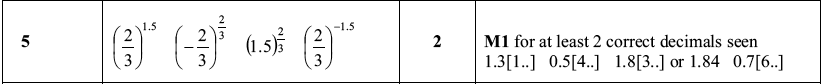 5
(2/3)^1.5 (-2/3)^(2/3) (1.5)^(2/3) (2/3)^-1.5
2
M1 for at least 2 correct decimals seen
1.3[1..] 0.5[4..] 1.8[3..] or 1.84 0.7[6..]